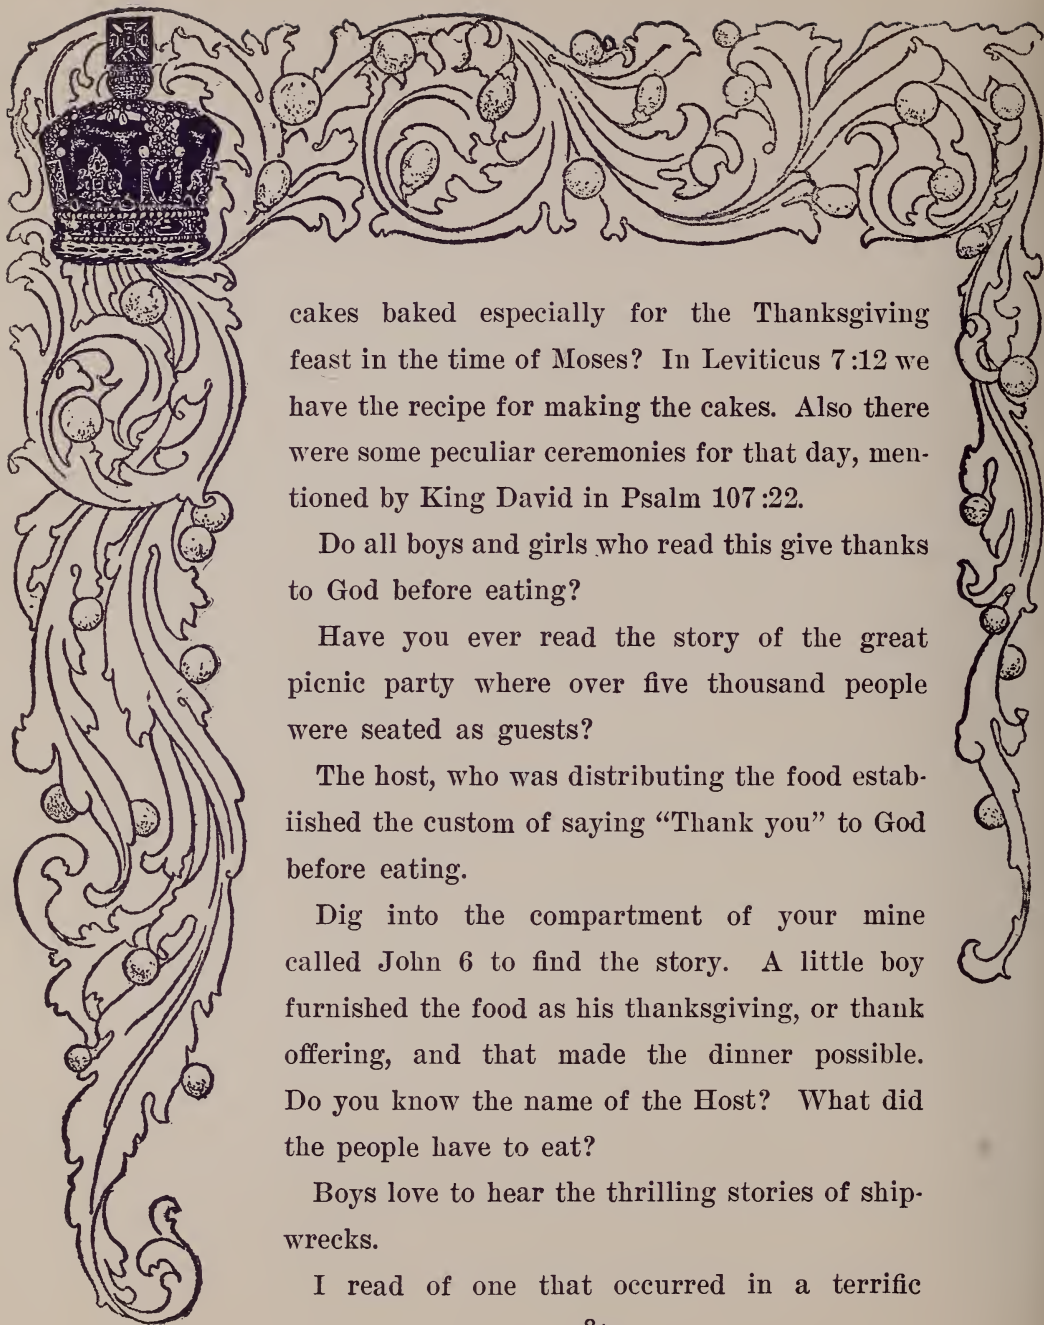 cakes baked especially for the Thanksgiving
feast in the time of Moses? In Leviticus 7:12 we
have the recipe for making the cakes. Also there
were some peculiar ceremonies for that day, men-
tioned by King David in Psalm 107:22.
Do all boys and girls who read this give thanks
to God before eating?
Have you ever read the story of the great
picnic party where over five thousand people
were seated as guests?
The host, who was distributing the food estab-
iished the custom of saying “Thank you” to God
before eating.
Dig into the compartment of your mine
called John 6 to find the story. A little boy
furnished the food as his thanksgiving, or thank
offering, and that made the dinner possible.
Do you know the name of the Host? What did
the people have to eat?
Boys love to hear the thrilling stories of ship-
wrecks.
I read of one that occurred in a terrific